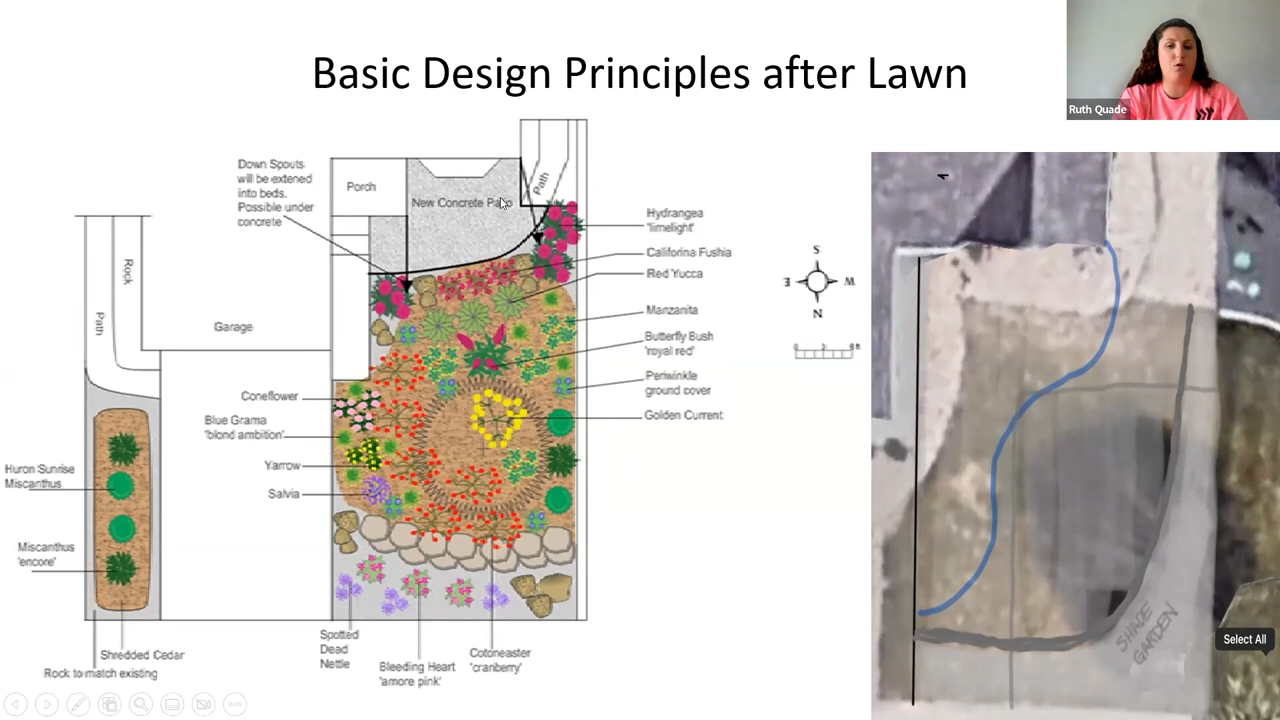 Basic Design Principles after Lawn
Ruth Quade
Down Spouts
will be extened
into beds.
Possible under
concrete
Porch
New Concrete Patio
Path
Hydrangea
'limelight'
Califorina Fushia
Red Yucca
Manzanita
Butterfly Bush
'royal red'
Periwinkle
ground cover
Golden Current
S
E
W
N
Rock
Path
Garage
Coneflower
Blue Grama
'blond ambition'
Yarrow
Salvia
Huron Sunrise
Miscanthus
Miscanthus
'encore'
Shredded Cedar
Rock to match existing
Spotted
Dead
Nettle
Bleeding Heart
'amore pink'
Cotoneaster
'cranberry'
SHADE
GARDEN
Select All